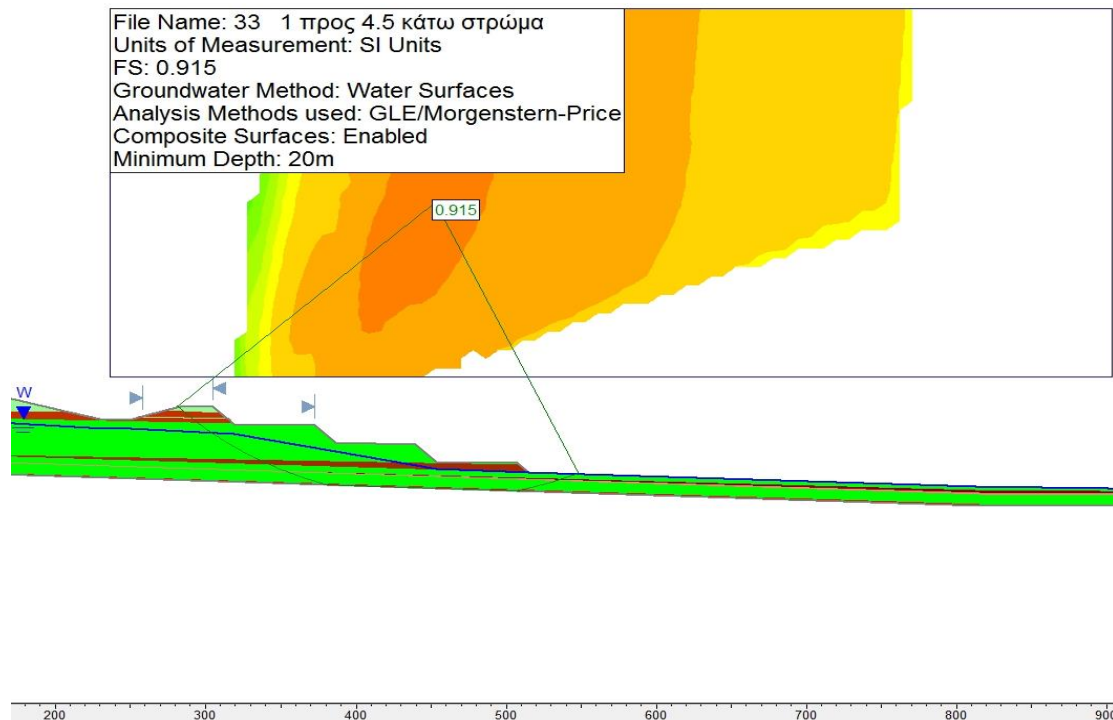 File Name: 33   1 προς 4.5 κάτω στρώμα
Units of Measurement: SI Units
FS: 0.915
Groundwater Method: Water Surfaces
Analysis Methods used: GLE/Morgenstern-Price
Composite Surfaces: Enabled
Minimum Depth: 20m
0.915
W
200 300 400 500 600 700 800 900